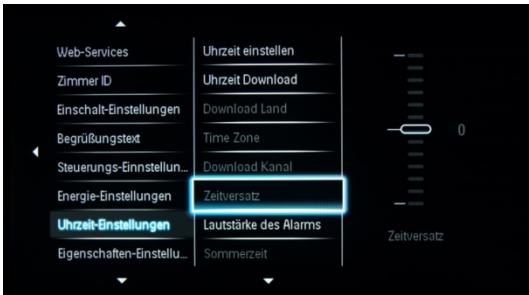 Web-Services
Zimmer ID
Einschalt-Einstellungen
Begrüßungstext
Steuerungs-Einnstellun...
Energie-Einstellungen
Uhrzeit-Einstellungen
Eigenschaften-Einstellu...
Uhrzeit einstellen
Uhrzeit Download
Download Land
Time Zone
Download Kanal
Zeitversatz
Lautstärke des Alarms
Sommerzeit
0
Zeitversatz